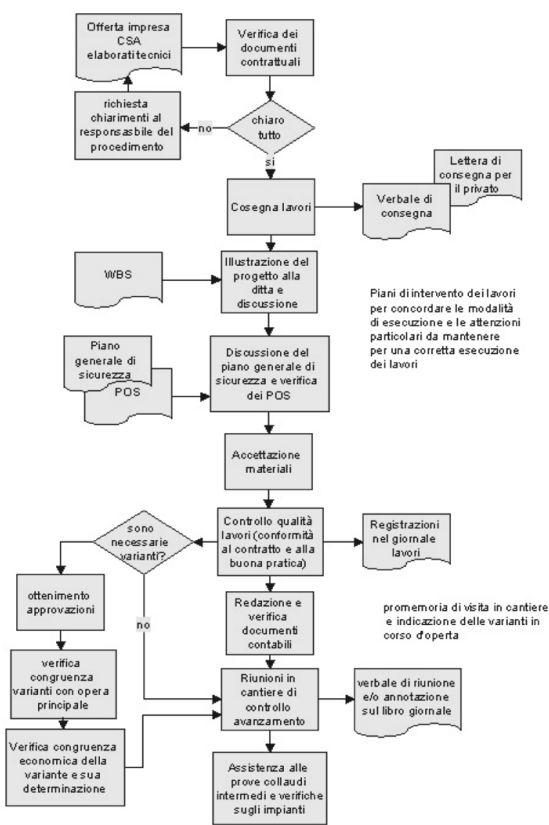 Offerta impresa
CSA
elaborati tecnici
Verifica dei
documenti
contrattuali
richiesta
chiarimenti al
responsasbile del
procedimento
no
chiaro
tutto
si
Cosegna lavori
Verbale di
consegna
Lettera di
consegna per
il privato
WBS
Illustrazione del
progetto alla
ditta e
discussione
Piani di intervento dei lavori
per concordare le modalità
di esecuzione e le attenzioni
particolari da mantenere
per una corretta esecuzione
dei lavori
Piano
generale di
sicurezza
POS
Discussione del
piano generale di
sicurezza e verifica
dei POS
Accettazione
materiali
sono
necessarie
varianti?
Controllo qualità
lavori (conformità
al contratto e alla
buona pratica)
Registrazioni
nel giornale
lavori
ottenimento
approvazioni
no
Redazione e
verifica
documenti
contabili
promemoria di visita in cantiere
e indicazione delle varianti in
corso d'opera
verifica
congruenza
varianti con opera
principale
Riunioni in
cantiere di
controllo
avanzamento
verbale di riunione
e/o annotazione
sul libro giornale
Verifica congruenza
economica della
variante e sua
determinazione
Assistenza alle
prove collaudi
intermedi e verifiche
sugli impianti